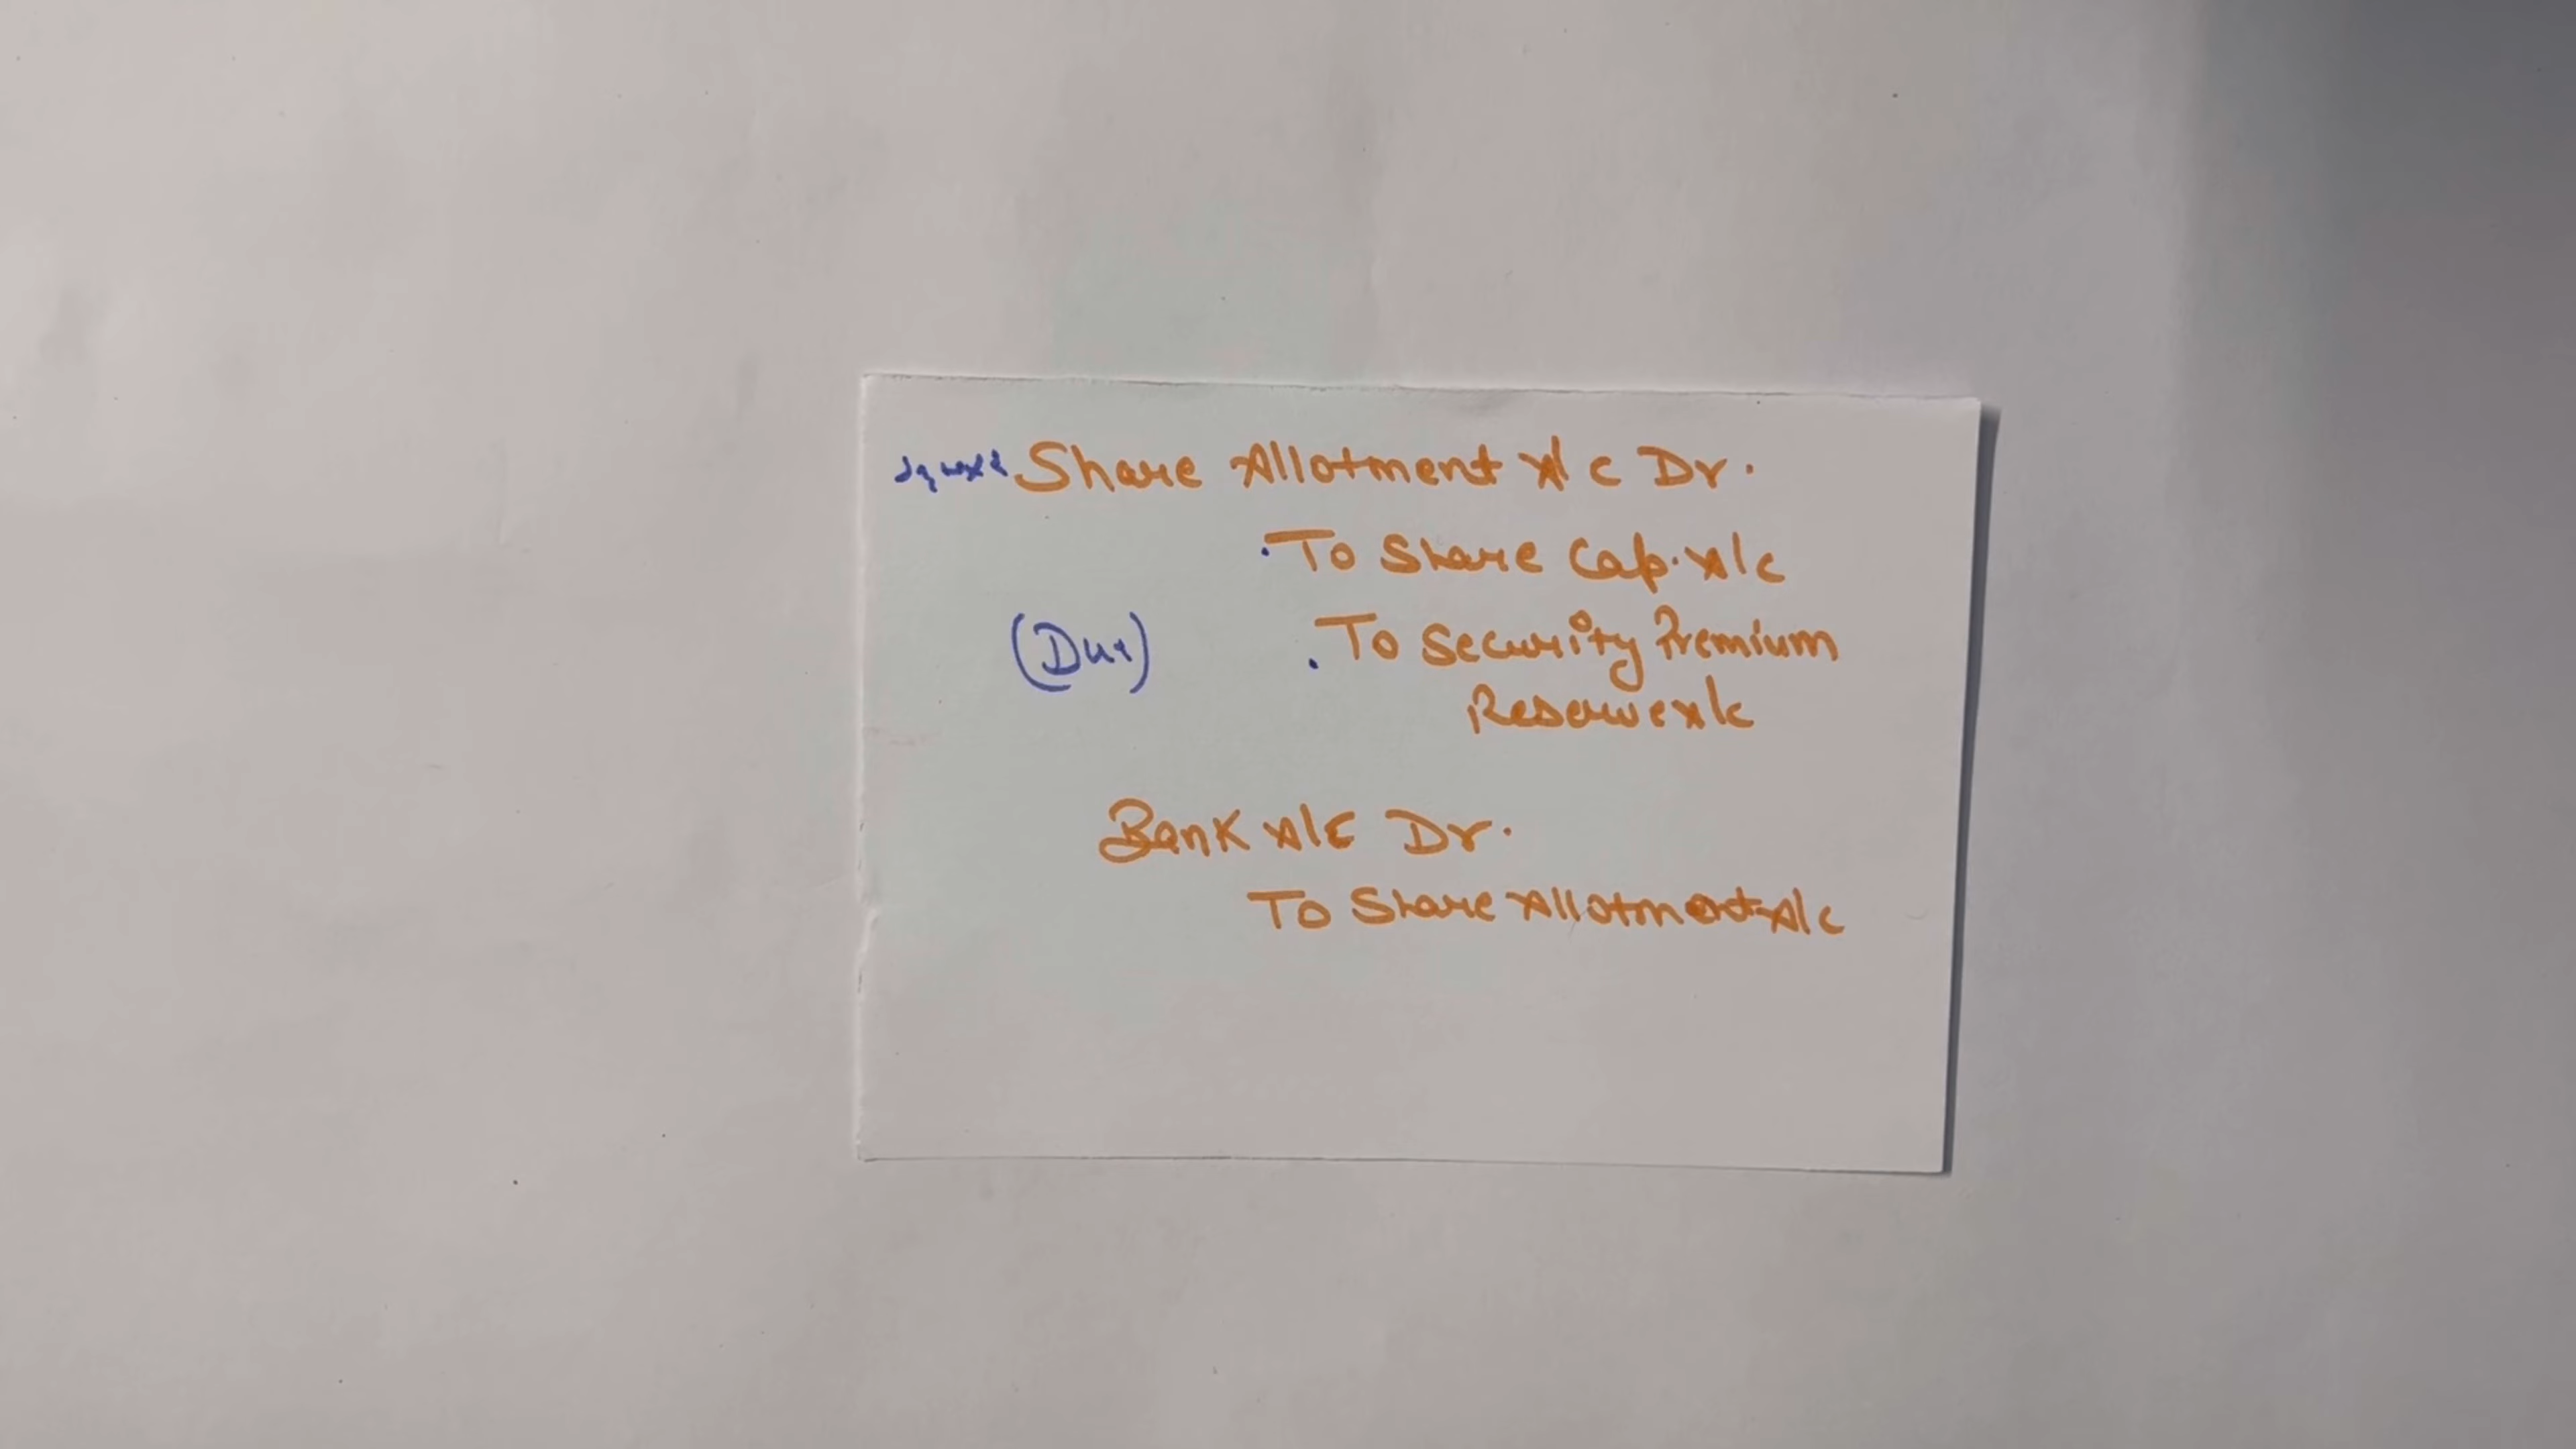 Share Allotment A/c Dr.
To Share Cap. A/c
(Due) . To Security Premium
Reserve A/c
Bank A/c Dr.
To Share Allotment A/c